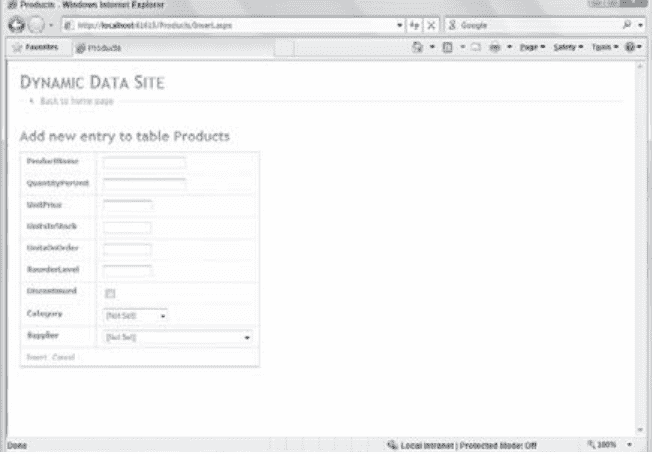 Products - Windows Internet Explorer
http://localhost:61613/Products/Insert.aspx Google
Favorites Products Page Safety Tools
DYNAMIC DATA SITE
Back to home page
Add new entry to table Products
ProductName
QuantityPerUnit
UnitPrice
UnitsInStock
UnitsOnOrder
ReorderLevel
Discontinued
Category [Not Set]
Supplier [Not Set]
Insert Cancel
Done Local intranet | Protected Mode: Off 100%